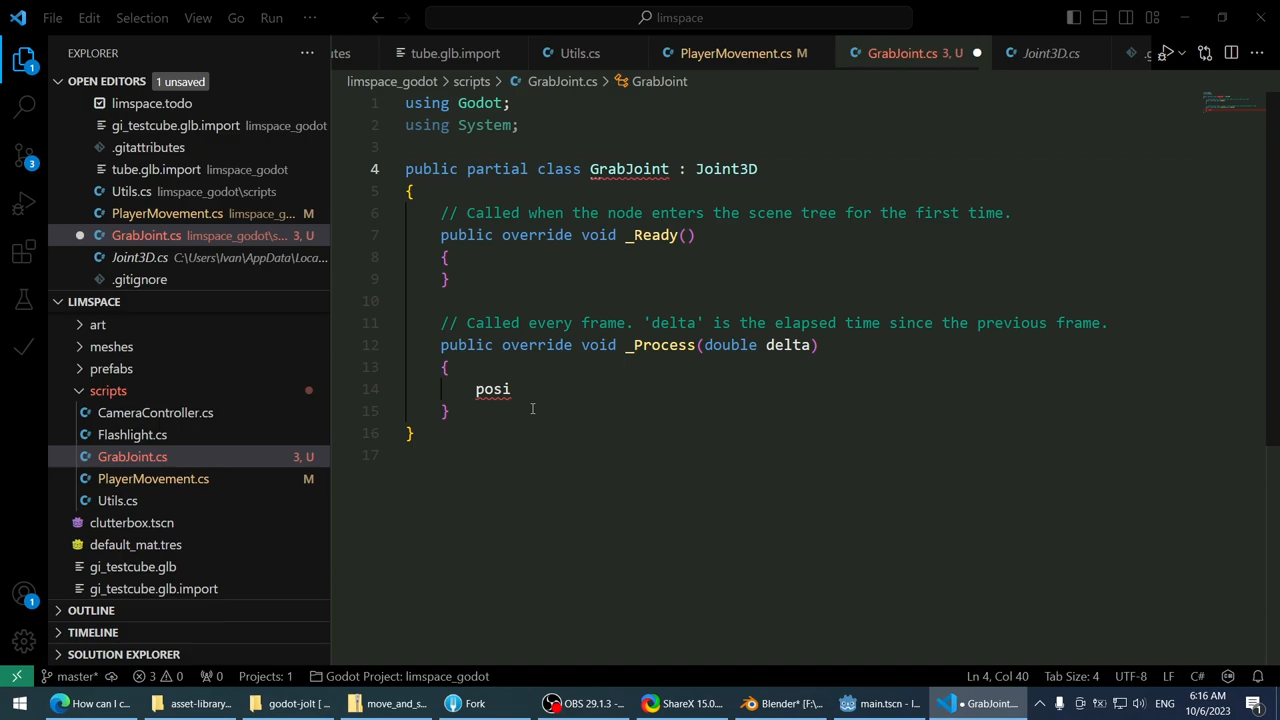 File Edit Selection View Go Run ··· limspace
EXPLORER ···
OPEN EDITORS 1 unsaved
limspace.todo
gi_testcube.glb.import limspace_godot
.gitattributes
tube.glb.import limspace_godot
Utils.cs limspace_godot\scripts
PlayerMovement.cs limspace_g... M
GrabJoint.cs limspace_godot\s... 3, U
Joint3D.cs C:\Users\Ivan\AppData\Loca...
.gitignore
LIMSPACE
art
meshes
prefabs
scripts
CameraController.cs
Flashlight.cs
GrabJoint.cs 3, U
PlayerMovement.cs M
Utils.cs
clutterbox.tscn
default_mat.tres
gi_testcube.glb
gi_testcube.glb.import
OUTLINE
TIMELINE
SOLUTION EXPLORER
1
3
1
utes tube.glb.import Utils.cs PlayerMovement.cs M GrabJoint.cs 3, U Joint3D.cs .g
limspace_godot > scripts > GrabJoint.cs > GrabJoint
1 using Godot;
2 using System;
3
4 public partial class GrabJoint : Joint3D
5 {
6 // Called when the node enters the scene tree for the first time.
7 public override void _Ready()
8 {
9 }
10
11 // Called every frame. 'delta' is the elapsed time since the previous frame.
12 public override void _Process(double delta)
13 {
14 posi
15 }
16 }
17
master* 3 0 0 Projects: 1 Godot Project: limspace_godot Ln 4, Col 40 Tab Size: 4 UTF-8 LF C#
How can I c... asset-library... godot-jolt [ ... move_and_s... Fork OBS 29.1.3 -... ShareX 15.0.... Blender* [F:\... main.tscn - l... ● GrabJoint.... ENG 6:16 AM
10/6/2023 1